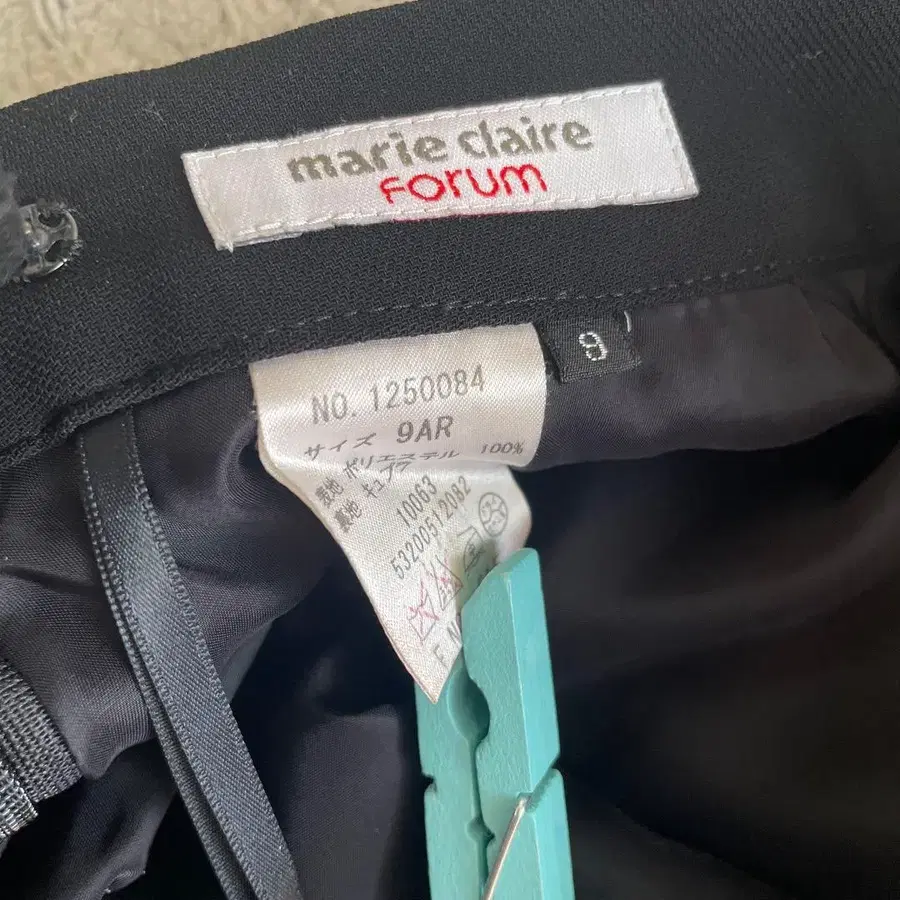 marie claire
FORUM
9
NO. 1250084
サイズ 9AR
表地 ポリエステル 100%
裏地 キュプラ
10063
53200512082